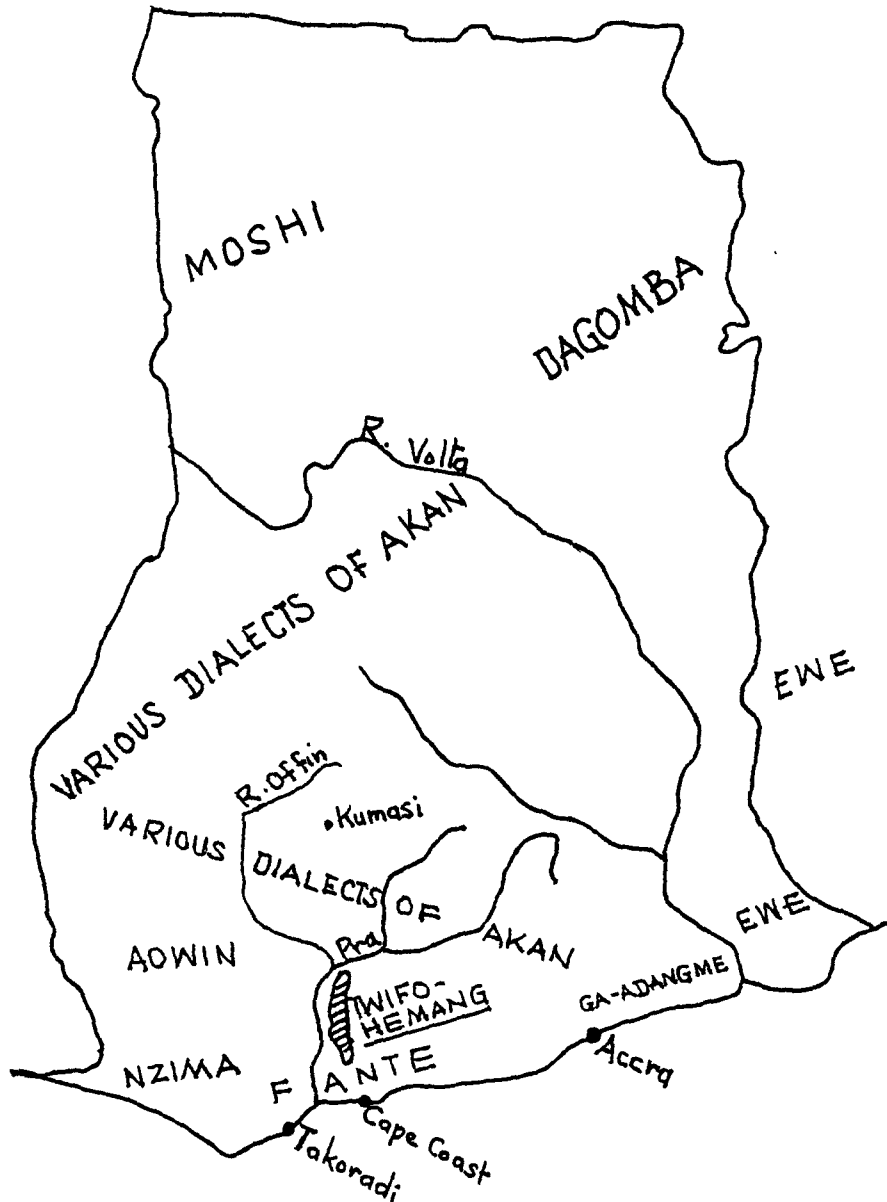 MOSHI
DAGOMBA
R. Volta
VARIOUS DIALECTS OF AKAN
EWE
R. Offin
Kumasi
VARIOUS DIALECTS OF AKAN
EWE
Pra
AOWIN
GA-ADANGME
TWIFO-
HEMANG
Accra
NZIMA
FANTE
Cape Coast
Takoradi